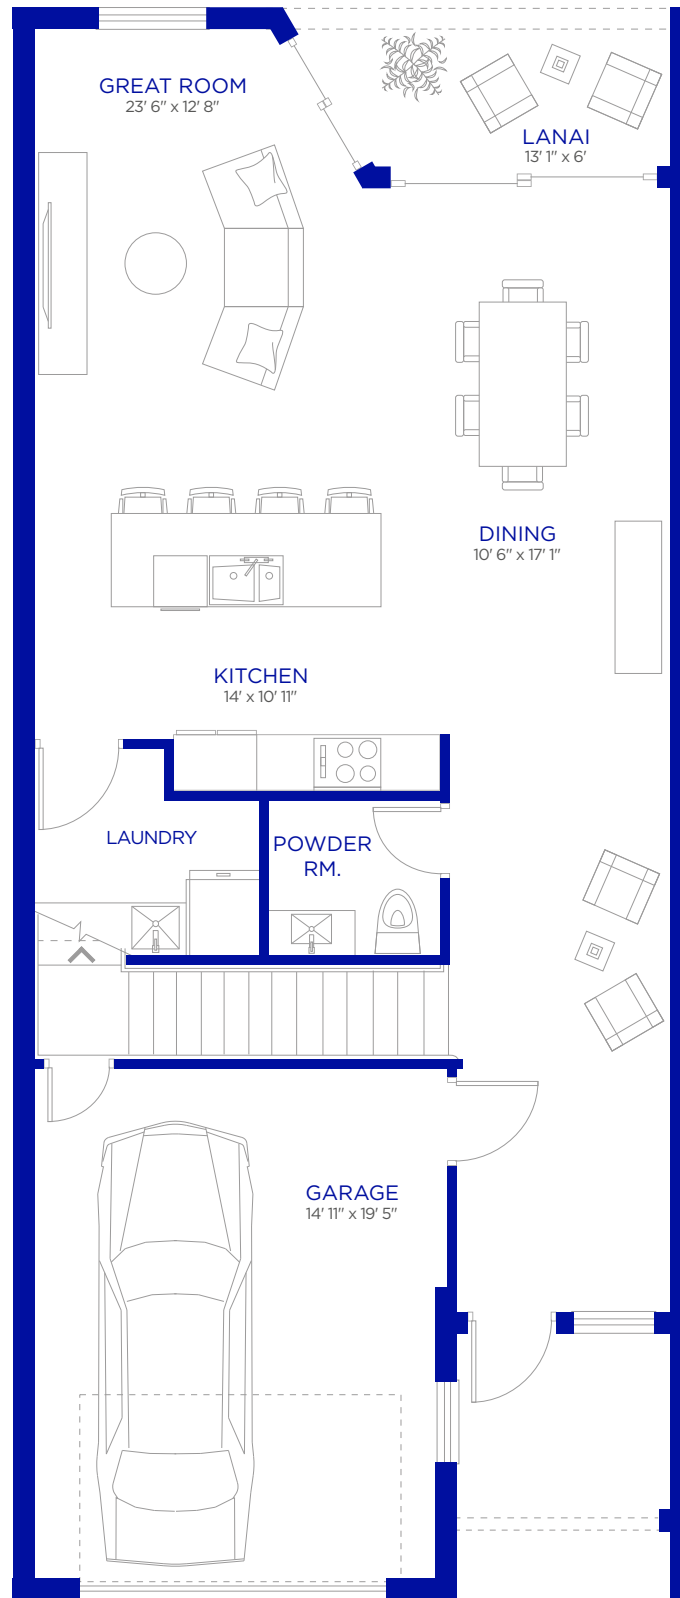 GREAT ROOM
23' 6" x 12' 8"
LANAI
13' 1" x 6'
DINING
10' 6" x 17' 1"
KITCHEN
14' x 10' 11"
LAUNDRY
POWDER
RM.
GARAGE
14' 11" x 19' 5"